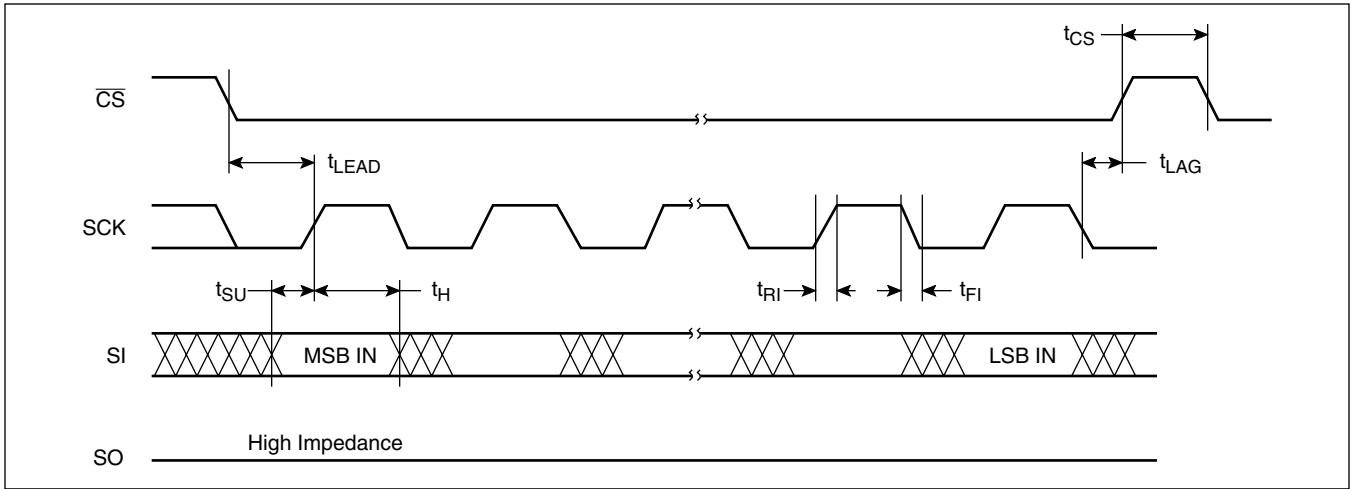 tCS
CS
tLEAD
tLAG
SCK
tSU
tH
tRI
tFI
SI
MSB IN
LSB IN
High Impedance
SO